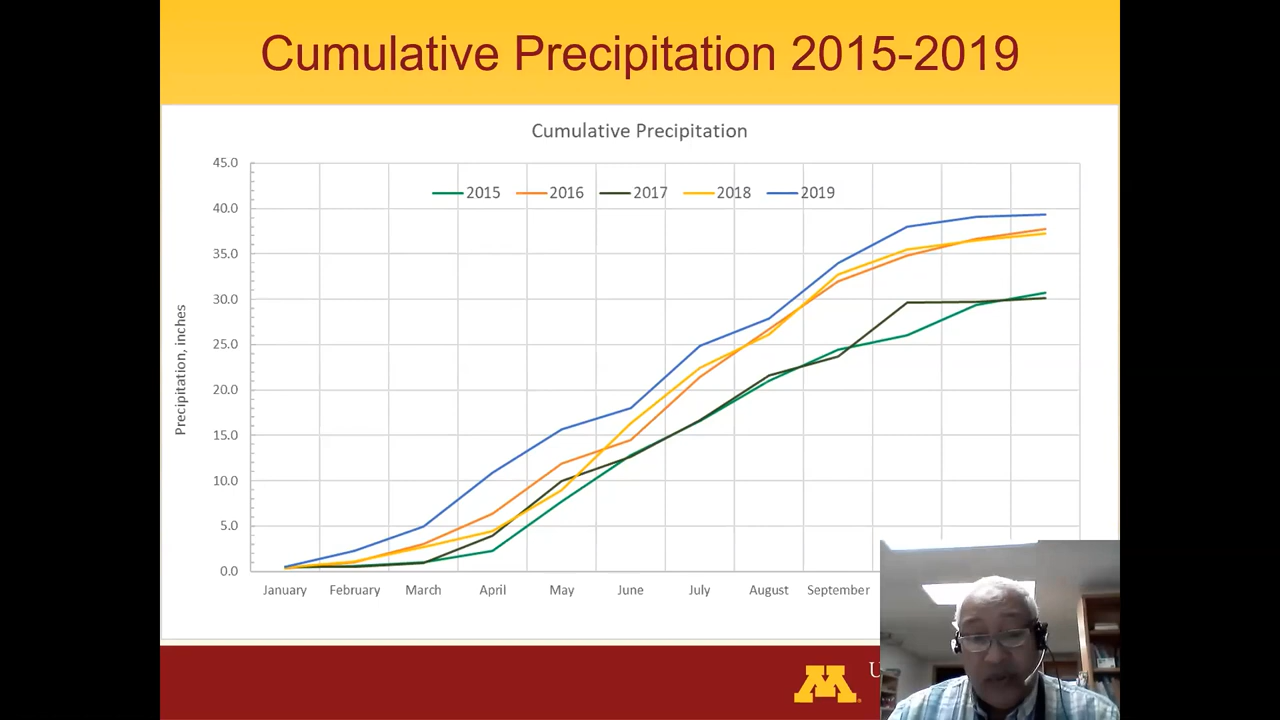 Cumulative Precipitation 2015-2019
Cumulative Precipitation
2015 2016 2017 2018 2019
45.0
40.0
35.0
30.0
25.0
20.0
15.0
10.0
5.0
0.0
Precipitation, inches
January February March April May June July August September
M
U